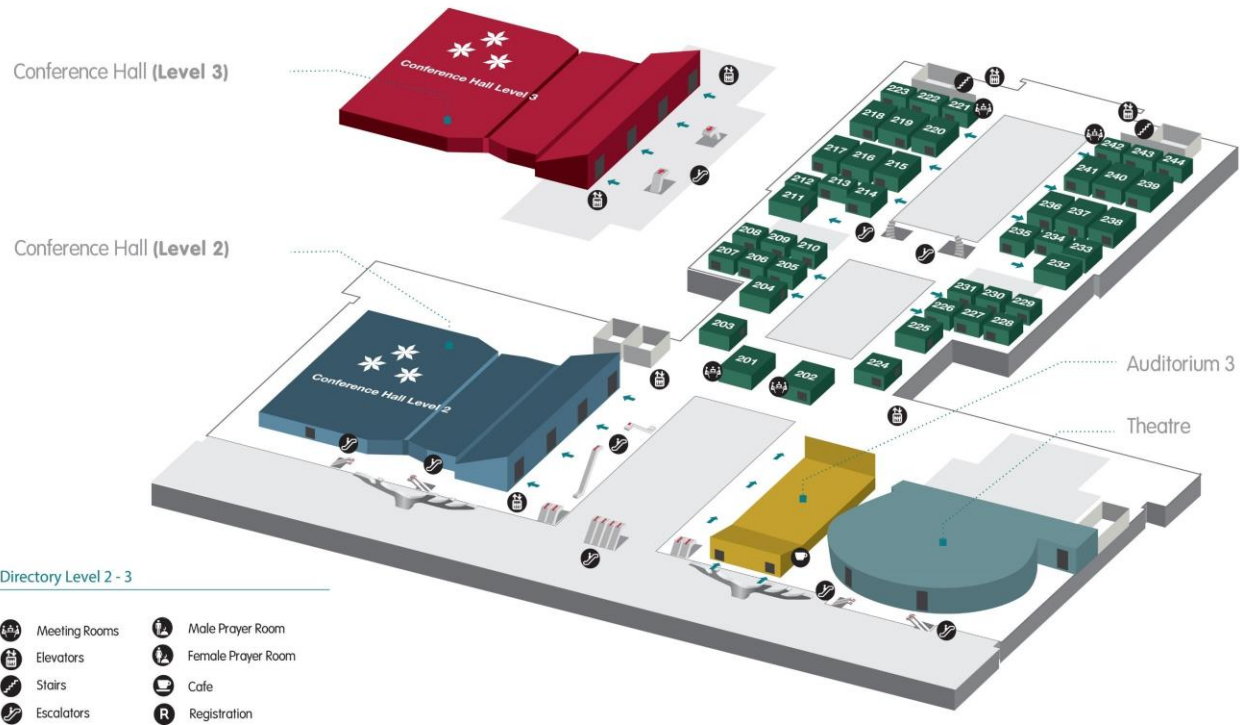 Conference Hall (Level 3)
Conference Hall Level 3
Conference Hall (Level 2)
Conference Hall Level 2
223 222 221
218 219 220
217 216 215
212 213 214
211
208 209 210
207 206 205
204
203
201 202
242 243 244
241 240 239
236 237 238
235 234 233
232
231 230 229
226 227 228
225
224
Auditorium 3
Theatre
Directory Level 2 - 3
Meeting Rooms
Elevators
Stairs
Escalators
Male Prayer Room
Female Prayer Room
Cafe
R Registration